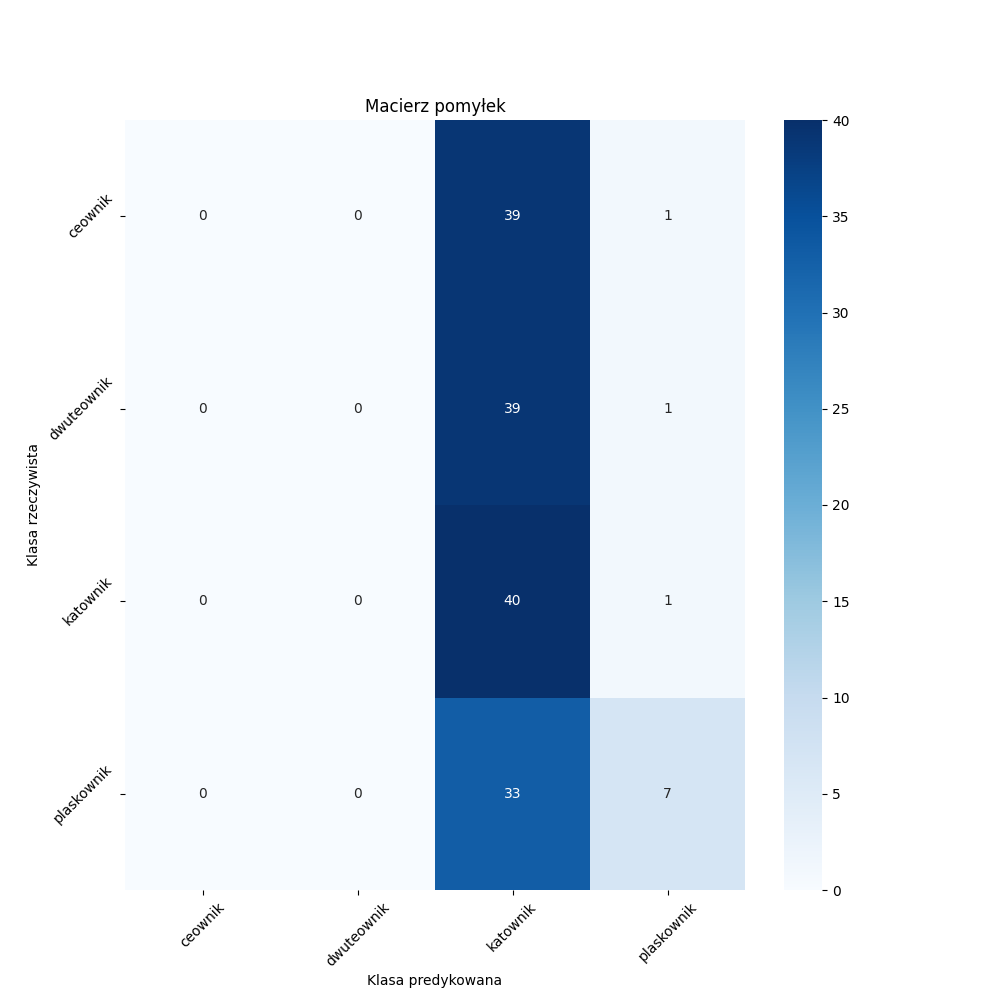 Macierz pomyłek
ceownik 0 0 39 1
dwuteownik 0 0 39 1
katownik 0 0 40 1
plaskownik 0 0 33 7
Klasa rzeczywista
ceownik dwuteownik katownik plaskownik
Klasa predykowana
40
35
30
25
20
15
10
5
0